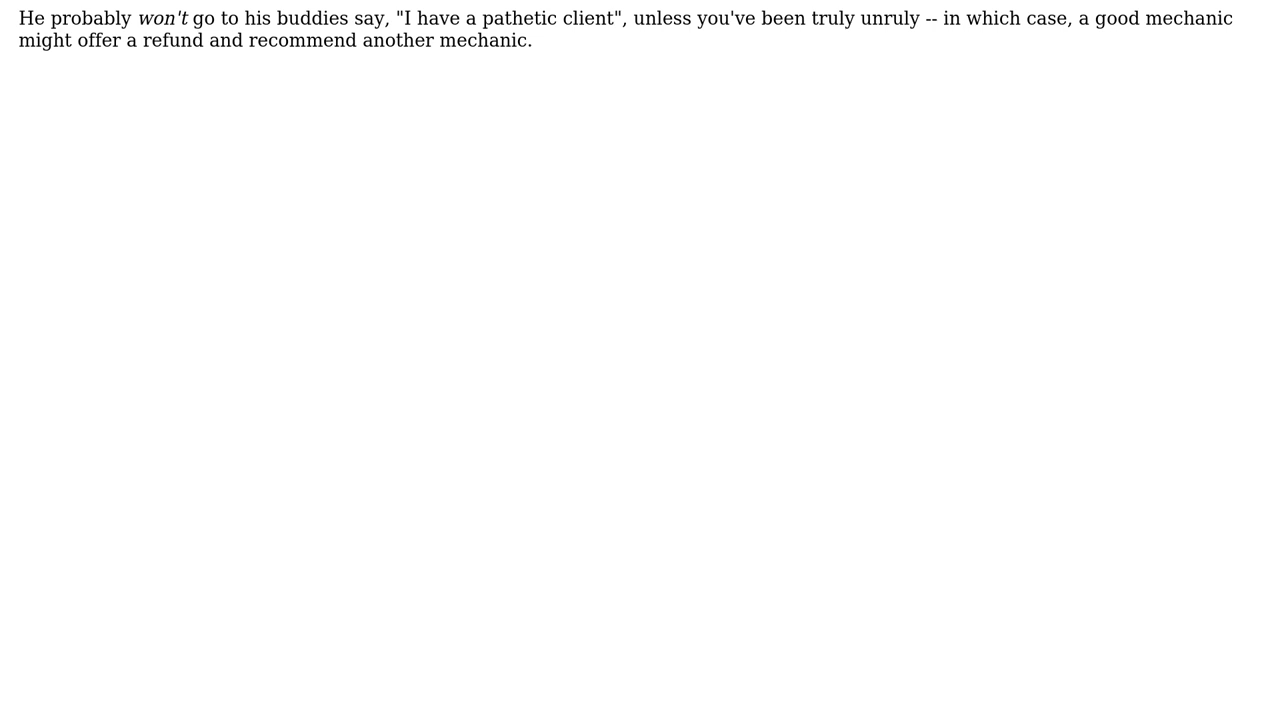 He probably won't go to his buddies say, "I have a pathetic client", unless you've been truly unruly -- in which case, a good mechanic
might offer a refund and recommend another mechanic.